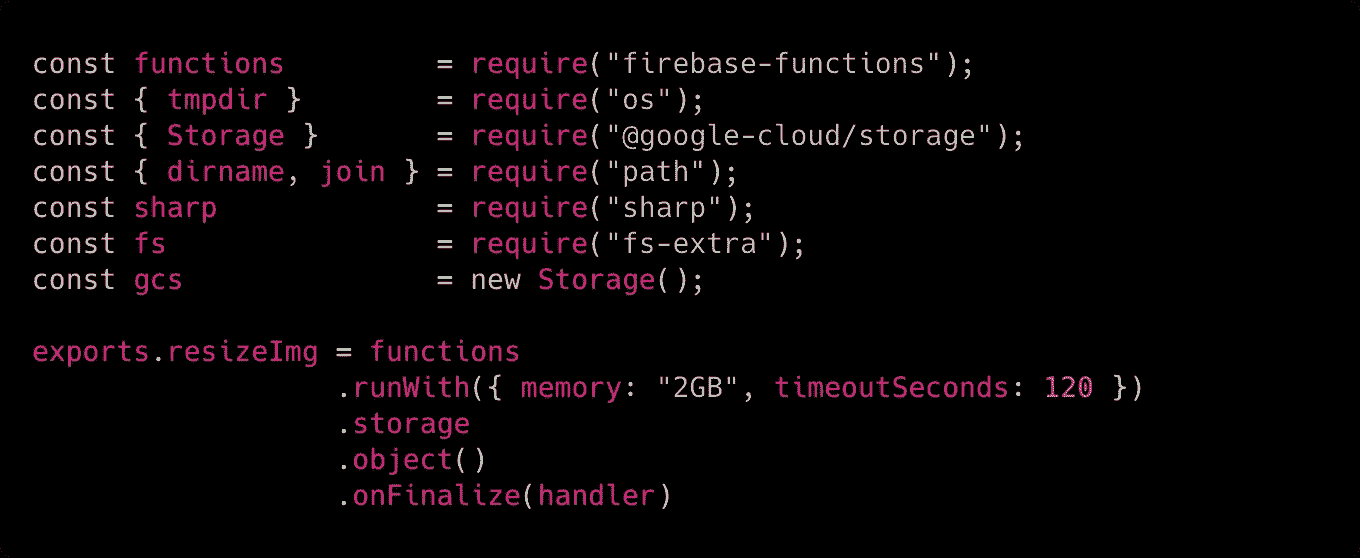 const functions         = require("firebase-functions");
const { tmpdir }        = require("os");
const { Storage }       = require("@google-cloud/storage");
const { dirname, join } = require("path");
const sharp             = require("sharp");
const fs                = require("fs-extra");
const gcs               = new Storage();

exports.resizeImg = functions
                  .runWith({ memory: "2GB", timeoutSeconds: 120 })
                  .storage
                  .object()
                  .onFinalize(handler)